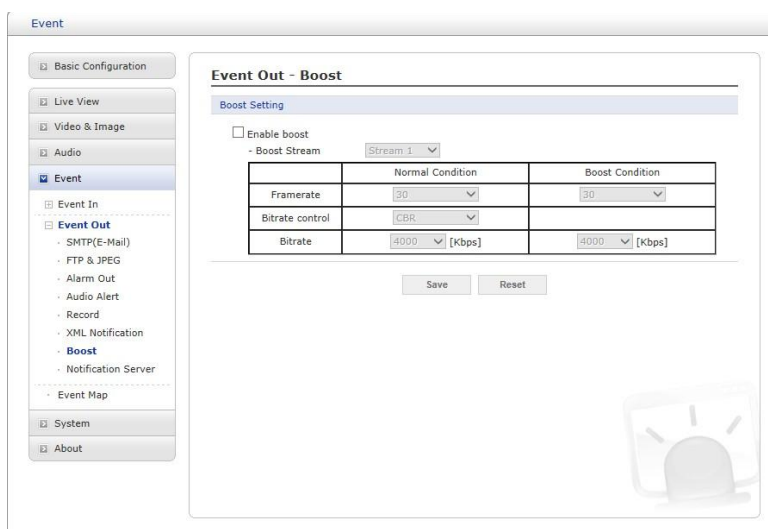 Event
Basic Configuration
Live View
Video & Image
Audio
Event
Event In
Event Out
SMTP(E-Mail)
FTP & JPEG
Alarm Out
Audio Alert
Record
XML Notification
Boost
Notification Server
Event Map
System
About
Event Out - Boost
Boost Setting
Enable boost
- Boost Stream Stream 1
Normal Condition Boost Condition
Framerate 30 30
Bitrate control CBR
Bitrate 4000 [Kbps] 4000 [Kbps]
Save Reset